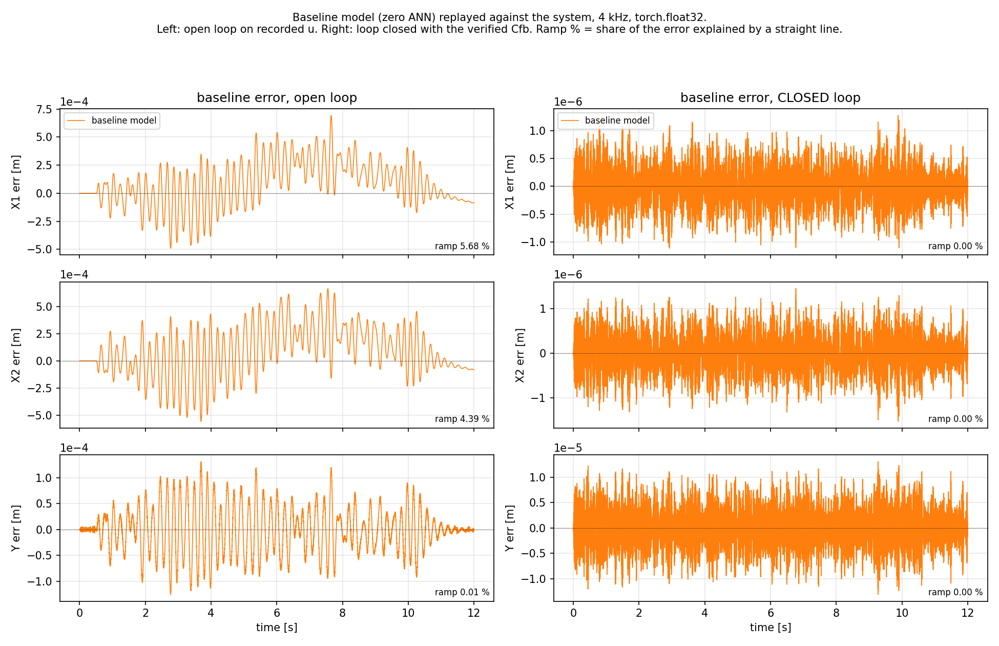 Baseline model (zero ANN) replayed against the system, 4 kHz, torch.float32.
Left: open loop on recorded u. Right: loop closed with the verified Cfb. Ramp % = share of the error explained by a straight line.
baseline error, open loop
1e−4
7.5
5.0
2.5
0.0
−2.5
−5.0
X1 err [m]
baseline model
ramp 5.68 %
baseline error, CLOSED loop
1e−6
1.0
0.5
0.0
−0.5
−1.0
X1 err [m]
baseline model
ramp 0.00 %
1e−4
5.0
2.5
0.0
−2.5
−5.0
X2 err [m]
ramp 4.39 %
1e−6
1
0
−1
X2 err [m]
ramp 0.00 %
1e−4
1.0
0.5
0.0
−0.5
−1.0
Y err [m]
ramp 0.01 %
0 2 4 6 8 10 12
time [s]
1e−5
1.0
0.5
0.0
−0.5
−1.0
Y err [m]
ramp 0.00 %
0 2 4 6 8 10 12
time [s]